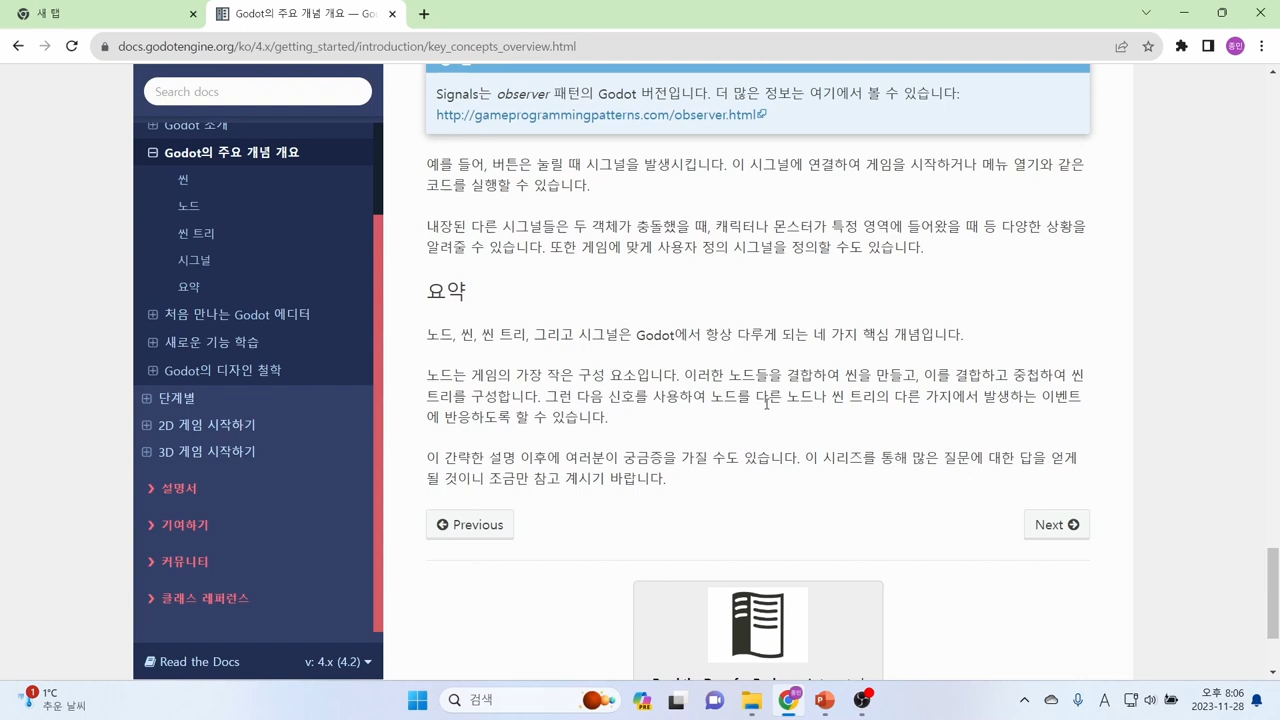 새 탭
Godot의 주요 개념 개요 — Go
docs.godotengine.org/ko/4.x/getting_started/introduction/key_concepts_overview.html
종민
Search docs
Godot 소개
Godot의 주요 개념 개요
씬
노드
씬 트리
시그널
요약
처음 만나는 Godot 에디터
새로운 기능 학습
Godot의 디자인 철학
단계별
2D 게임 시작하기
3D 게임 시작하기
설명서
기여하기
커뮤니티
클래스 레퍼런스
Read the Docs
v: 4.x (4.2)
Signals는 observer 패턴의 Godot 버전입니다. 더 많은 정보는 여기에서 볼 수 있습니다:
http://gameprogrammingpatterns.com/observer.html
예를 들어, 버튼은 눌릴 때 시그널을 발생시킵니다. 이 시그널에 연결하여 게임을 시작하거나 메뉴 열기와 같은
코드를 실행할 수 있습니다.
내장된 다른 시그널들은 두 객체가 충돌했을 때, 캐릭터나 몬스터가 특정 영역에 들어왔을 때 등 다양한 상황을
알려줄 수 있습니다. 또한 게임에 맞게 사용자 정의 시그널을 정의할 수도 있습니다.
요약
노드, 씬, 씬 트리, 그리고 시그널은 Godot에서 항상 다루게 되는 네 가지 핵심 개념입니다.
노드는 게임의 가장 작은 구성 요소입니다. 이러한 노드들을 결합하여 씬을 만들고, 이를 결합하고 중첩하여 씬
트리를 구성합니다. 그런 다음 신호를 사용하여 노드를 다른 노드나 씬 트리의 다른 가지에서 발생하는 이벤트
에 반응하도록 할 수 있습니다.
이 간략한 설명 이후에 여러분이 궁금증을 가질 수도 있습니다. 이 시리즈를 통해 많은 질문에 대한 답을 얻게
될 것이니 조금만 참고 계시기 바랍니다.
Previous
Next
1
1°C
추운 날씨
검색
종민
A
오후 8:06
2023-11-28